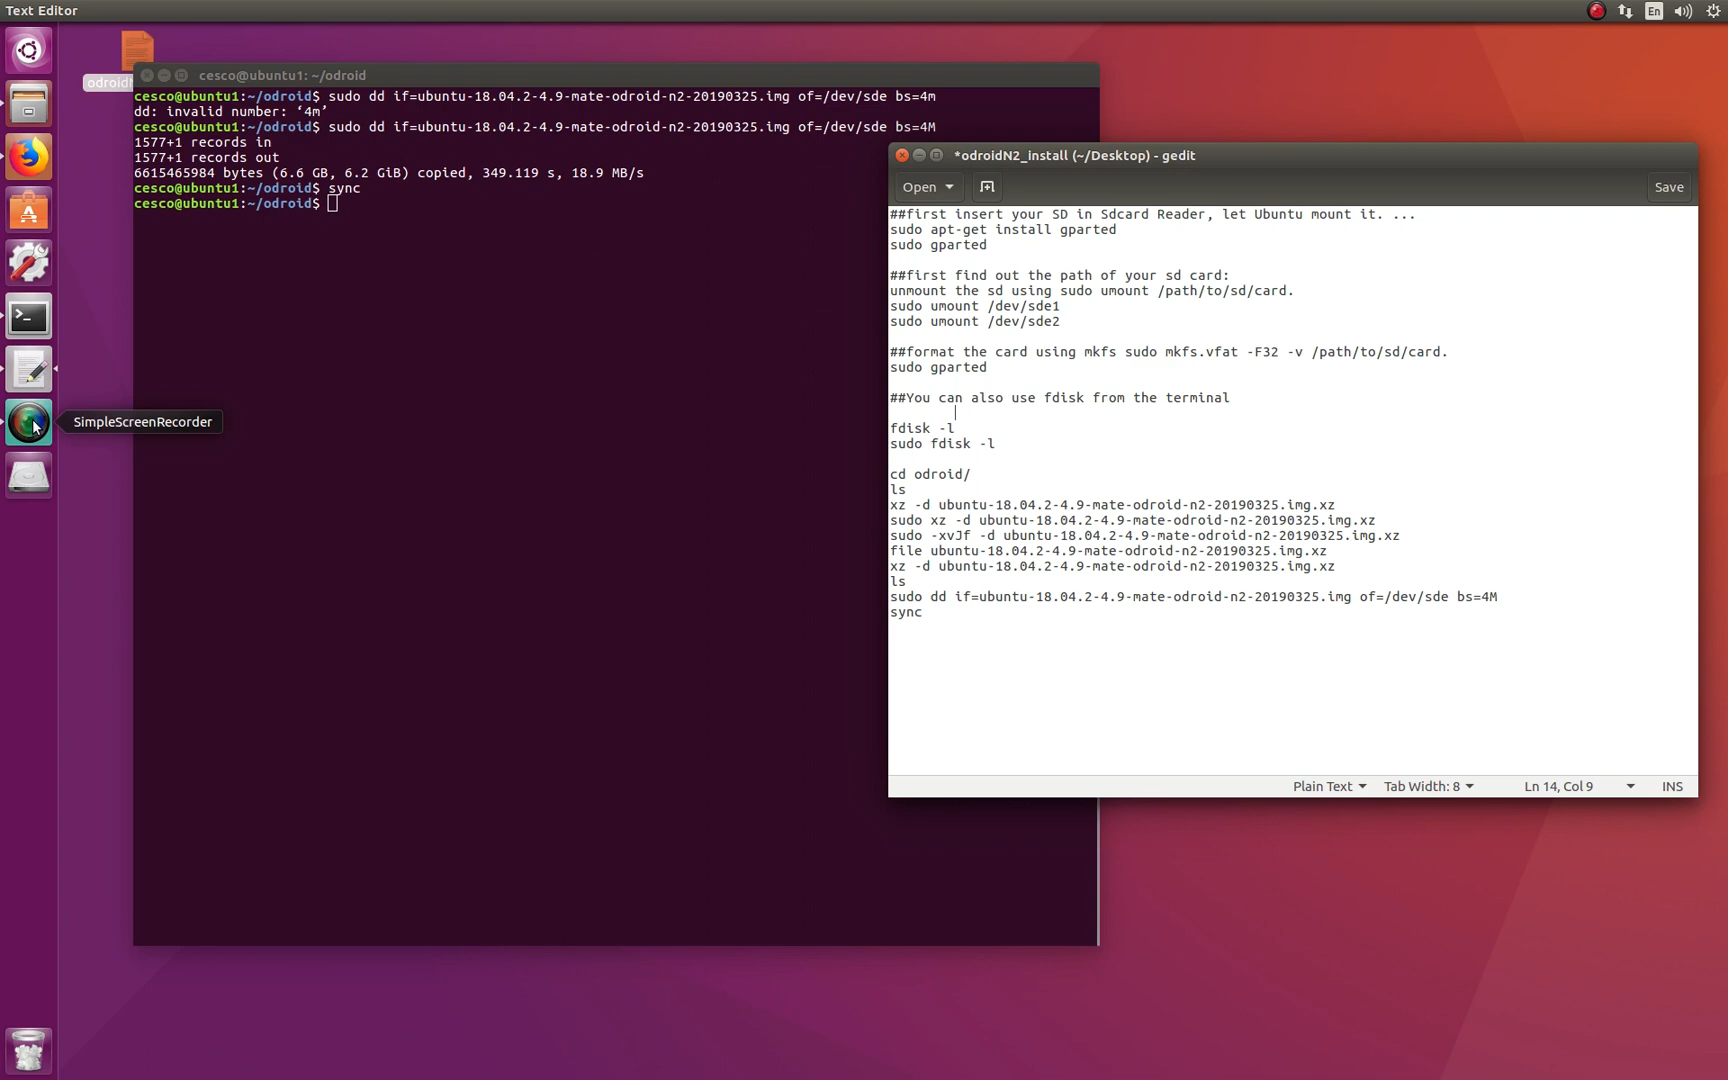 Text Editor
En
odroidN
cesco@ubuntu1: ~/odroid
cesco@ubuntu1:~/odroid$ sudo dd if=ubuntu-18.04.2-4.9-mate-odroid-n2-20190325.img of=/dev/sde bs=4m
dd: invalid number: ‘4m’
cesco@ubuntu1:~/odroid$ sudo dd if=ubuntu-18.04.2-4.9-mate-odroid-n2-20190325.img of=/dev/sde bs=4M
1577+1 records in
1577+1 records out
6615465984 bytes (6.6 GB, 6.2 GiB) copied, 349.119 s, 18.9 MB/s
cesco@ubuntu1:~/odroid$ sync
cesco@ubuntu1:~/odroid$
SimpleScreenRecorder
*odroidN2_install (~/Desktop) - gedit
Open
Save
##first insert your SD in Sdcard Reader, let Ubuntu mount it. ...
sudo apt-get install gparted
sudo gparted
##first find out the path of your sd card:
unmount the sd using sudo umount /path/to/sd/card.
sudo umount /dev/sde1
sudo umount /dev/sde2
##format the card using mkfs sudo mkfs.vfat -F32 -v /path/to/sd/card.
sudo gparted
##You can also use fdisk from the terminal
fdisk -l
sudo fdisk -l
cd odroid/
ls
xz -d ubuntu-18.04.2-4.9-mate-odroid-n2-20190325.img.xz
sudo xz -d ubuntu-18.04.2-4.9-mate-odroid-n2-20190325.img.xz
sudo -xvJf -d ubuntu-18.04.2-4.9-mate-odroid-n2-20190325.img.xz
file ubuntu-18.04.2-4.9-mate-odroid-n2-20190325.img.xz
xz -d ubuntu-18.04.2-4.9-mate-odroid-n2-20190325.img.xz
ls
sudo dd if=ubuntu-18.04.2-4.9-mate-odroid-n2-20190325.img of=/dev/sde bs=4M
sync
Plain Text
Tab Width: 8
Ln 14, Col 9
INS